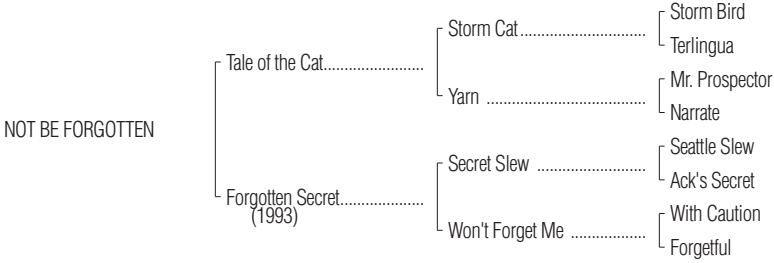 Storm Bird
Storm Cat..............................
Terlingua
Tale of the Cat........................
Mr. Prospector
Yarn ......................................
Narrate
NOT BE FORGOTTEN
Seattle Slew
Secret Slew ..........................
Ack's Secret
Forgotten Secret....................
(1993)
With Caution
Won't Forget Me ..................
Forgetful